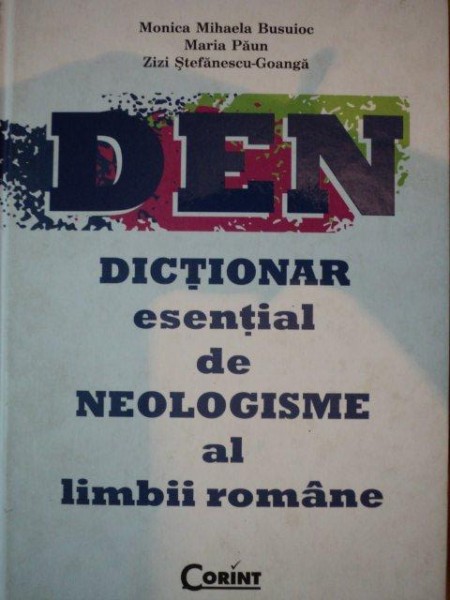 Monica Mihaela Busuioc
Maria Păun
Zizi Ştefănescu-Goangă
DEN
DICŢIONAR
esenţial
de
NEOLOGISME
al
limbii române
CORINT